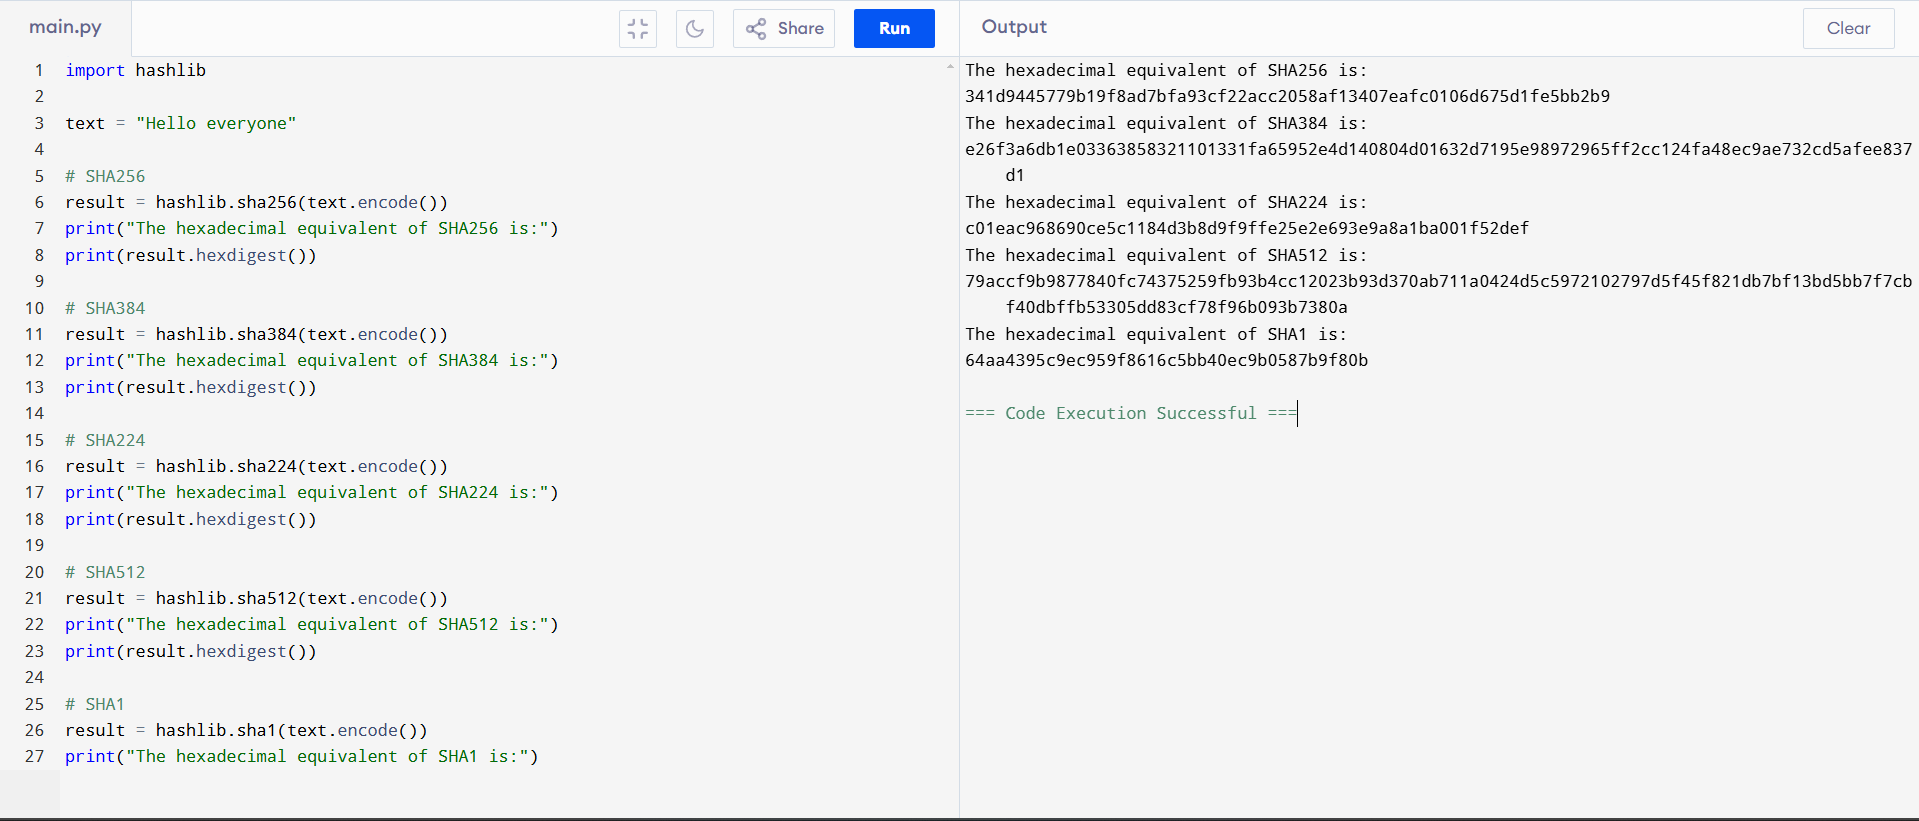 main.py
Share
Run
Output
Clear
1 import hashlib
2
3 text = "Hello everyone"
4
5 # SHA256
6 result = hashlib.sha256(text.encode())
7 print("The hexadecimal equivalent of SHA256 is:")
8 print(result.hexdigest())
9
10 # SHA384
11 result = hashlib.sha384(text.encode())
12 print("The hexadecimal equivalent of SHA384 is:")
13 print(result.hexdigest())
14
15 # SHA224
16 result = hashlib.sha224(text.encode())
17 print("The hexadecimal equivalent of SHA224 is:")
18 print(result.hexdigest())
19
20 # SHA512
21 result = hashlib.sha512(text.encode())
22 print("The hexadecimal equivalent of SHA512 is:")
23 print(result.hexdigest())
24
25 # SHA1
26 result = hashlib.sha1(text.encode())
27 print("The hexadecimal equivalent of SHA1 is:")
The hexadecimal equivalent of SHA256 is:
341d9445779b19f8ad7bfa93cf22acc2058af13407eafc0106d675d1fe5bb2b9
The hexadecimal equivalent of SHA384 is:
e26f3a6db1e03363858321101331fa65952e4d140804d01632d7195e98972965ff2cc124fa48ec9ae732cd5afee837
d1
The hexadecimal equivalent of SHA224 is:
c01eac968690ce5c1184d3b8d9f9ffe25e2e693e9a8a1ba001f52def
The hexadecimal equivalent of SHA512 is:
79accf9b9877840fc74375259fb93b4cc12023b93d370ab711a0424d5c5972102797d5f45f821db7bf13bd5bb7f7cb
f40dbffb53305dd83cf78f96b093b7380a
The hexadecimal equivalent of SHA1 is:
64aa4395c9ec959f8616c5bb40ec9b0587b9f80b
=== Code Execution Successful ===